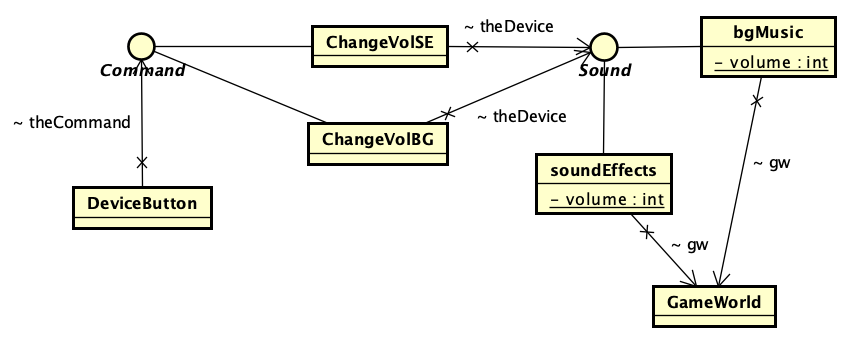 ~ theDevice
bgMusic
ChangeVolSE
- volume : int
Command
Sound
~ theCommand
~ theDevice
ChangeVolBG
soundEffects
~ gw
- volume : int
DeviceButton
~ gw
GameWorld